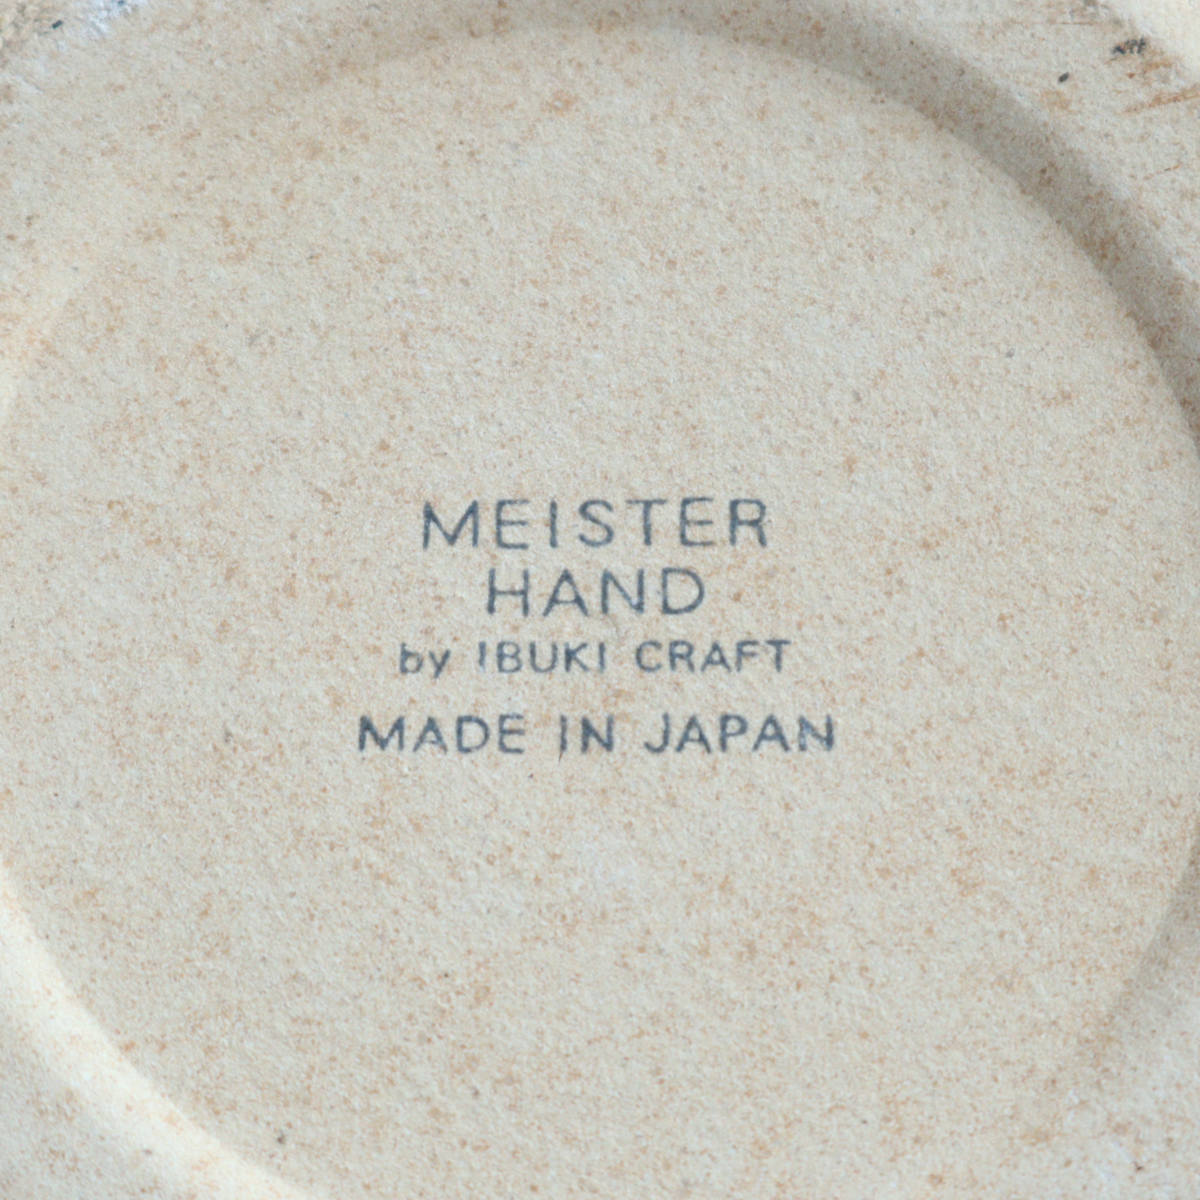 MEISTER
HAND
by IBUKI CRAFT
MADE IN JAPAN